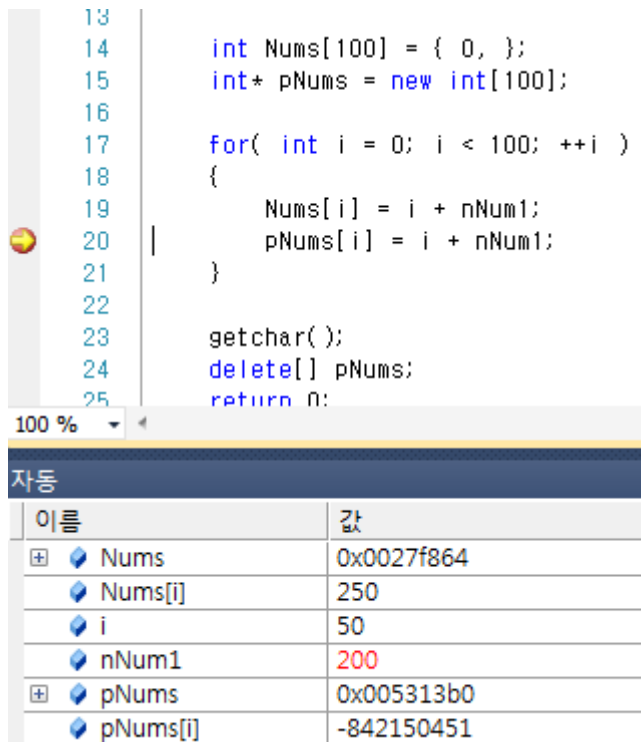 13
14 int Nums[100] = { 0, };
15 int* pNums = new int[100];
16
17 for( int i = 0; i < 100; ++i )
18 {
19 Nums[i] = i + nNum1;
20 pNums[i] = i + nNum1;
21 }
22
23 getchar();
24 delete[] pNums;
25 return 0;
100 %
자동
이름 값
Nums 0x0027f864
Nums[i] 250
i 50
nNum1 200
pNums 0x005313b0
pNums[i] -842150451